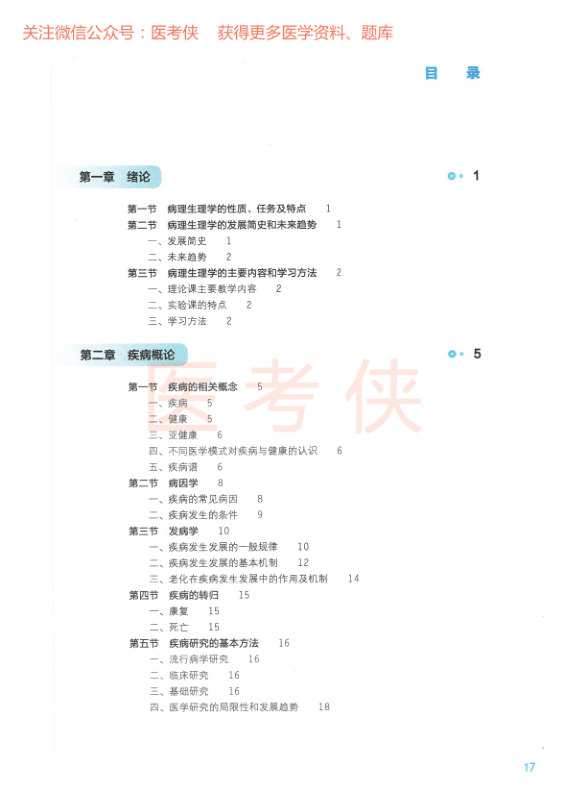 关注微信公众号：医考侠 获得更多医学资料、题库
目 录
第一章 绪论 1
第一节 病理生理学的性质、任务及特点 1
第二节 病理生理学的发展简史和未来趋势 1
一、发展简史 1
二、未来趋势 2
第三节 病理生理学的主要内容和学习方法 2
一、理论课主要教学内容 2
二、实验课的特点 2
三、学习方法 2
第二章 疾病概论 5
第一节 疾病的相关概念 5
一、疾病 5
二、健康 5
三、亚健康 6
四、不同医学模式对疾病与健康的认识 6
五、疾病谱 6
医考侠
第二节 病因学 8
一、疾病的常见病因 8
二、疾病发生的条件 9
第三节 发病学 10
一、疾病发生发展的一般规律 10
二、疾病发生发展的基本机制 12
三、老化在疾病发生发展中的作用及机制 14
第四节 疾病的转归 15
一、康复 15
二、死亡 15
第五节 疾病研究的基本方法 16
一、流行病学研究 16
二、临床研究 16
三、基础研究 16
四、医学研究的局限性和发展趋势 18
17